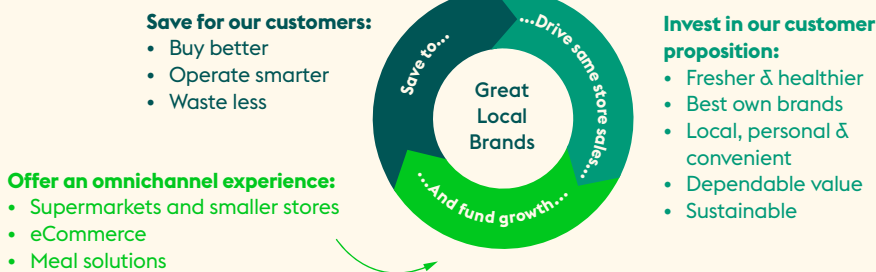 Save for our customers:
• Buy better
• Operate smarter
• Waste less
Offer an omnichannel experience:
• Supermarkets and smaller stores
• eCommerce
• Meal solutions
Save to...
...Drive same store sales...
...And fund growth...
Great
Local
Brands
Invest in our customer
proposition:
• Fresher & healthier
• Best own brands
• Local, personal &
convenient
• Dependable value
• Sustainable